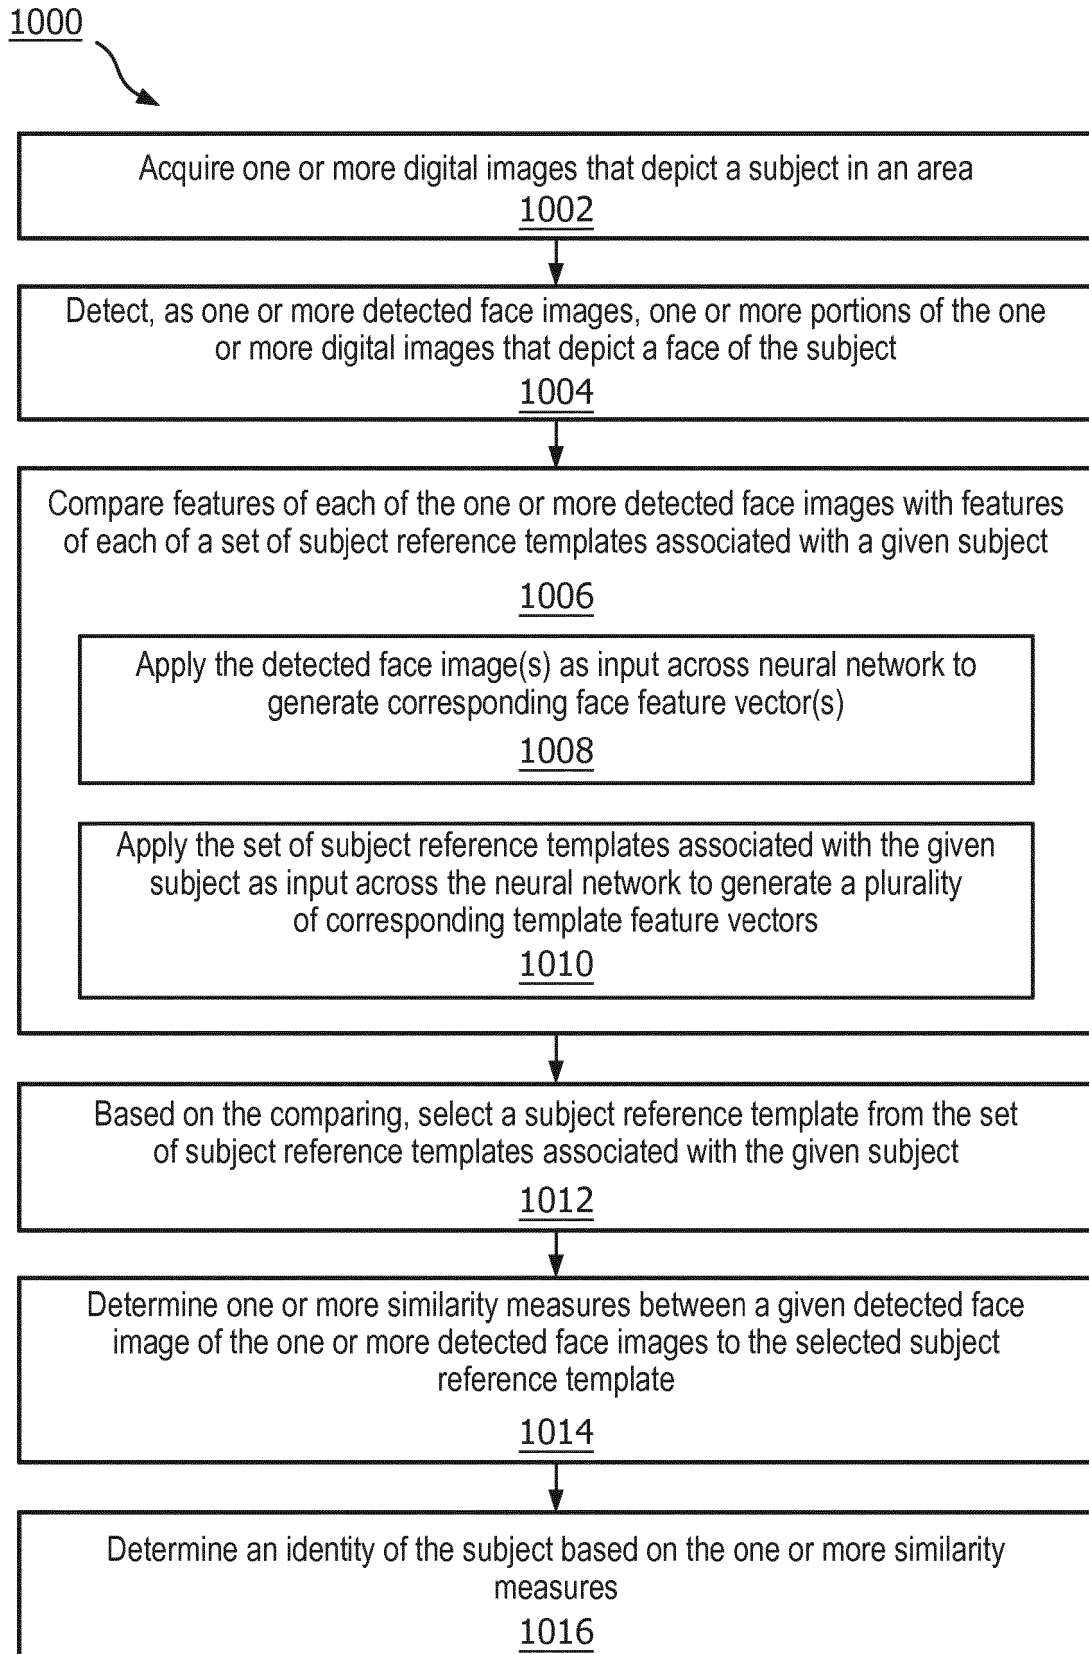 1000
Acquire one or more digital images that depict a subject in an area
1002
Detect, as one or more detected face images, one or more portions of the one
or more digital images that depict a face of the subject
1004
Compare features of each of the one or more detected face images with features
of each of a set of subject reference templates associated with a given subject
1006
Apply the detected face image(s) as input across neural network to
generate corresponding face feature vector(s)
1008
Apply the set of subject reference templates associated with the given
subject as input across the neural network to generate a plurality
of corresponding template feature vectors
1010
Based on the comparing, select a subject reference template from the set
of subject reference templates associated with the given subject
1012
Determine one or more similarity measures between a given detected face
image of the one or more detected face images to the selected subject
reference template
1014
Determine an identity of the subject based on the one or more similarity
measures
1016